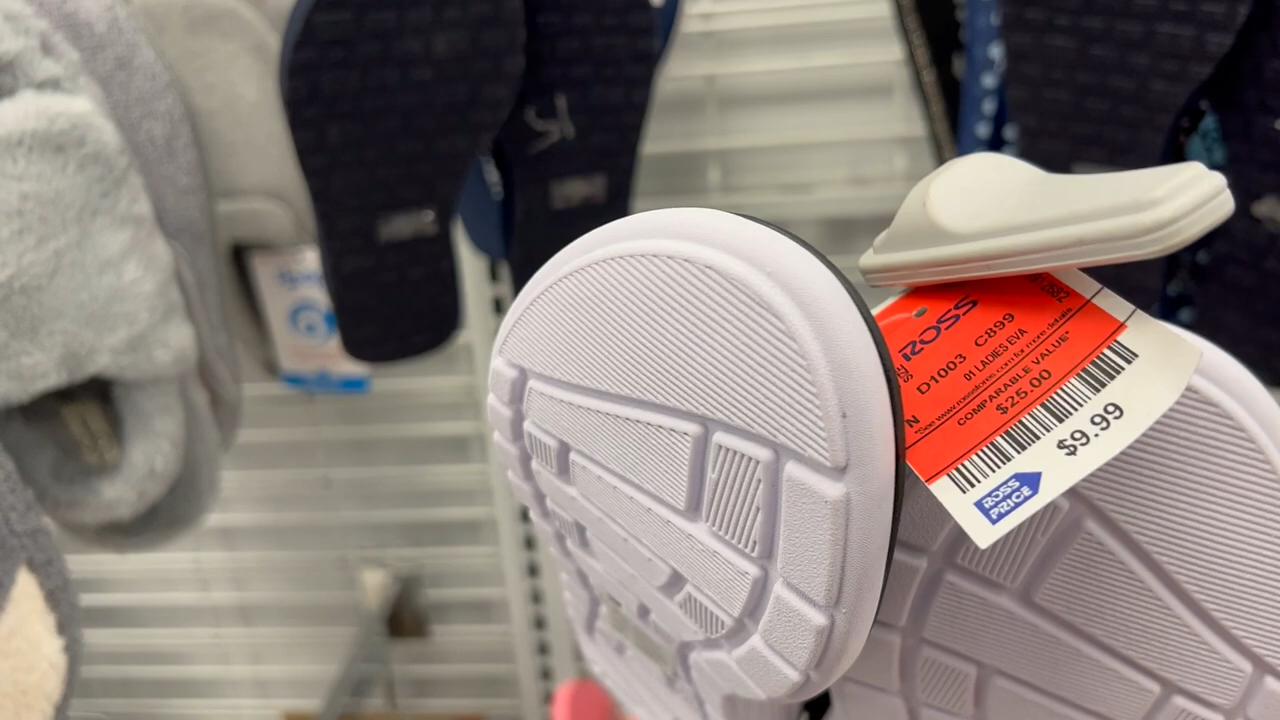 ROSS
D1003 C899
01 LADIES EVA
N
*See www.rossstores.com for more details
COMPARABLE VALUE*
$25.00
$9.99
ROSS
PRICE